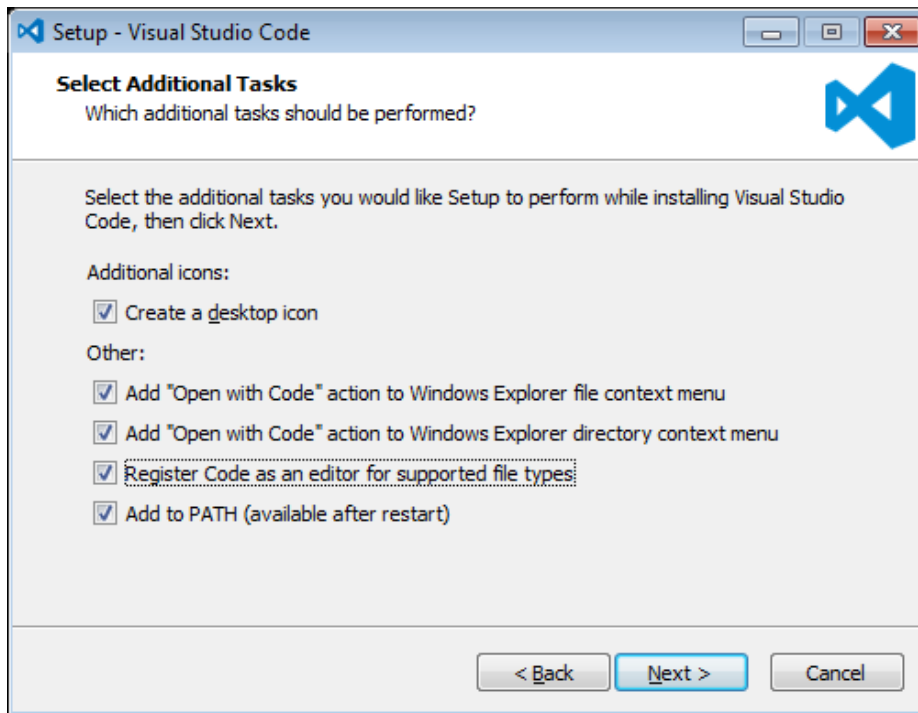 Setup - Visual Studio Code
Select Additional Tasks
Which additional tasks should be performed?
Select the additional tasks you would like Setup to perform while installing Visual Studio
Code, then click Next.
Additional icons:
Create a desktop icon
Other:
Add "Open with Code" action to Windows Explorer file context menu
Add "Open with Code" action to Windows Explorer directory context menu
Register Code as an editor for supported file types
Add to PATH (available after restart)
< Back
Next >
Cancel